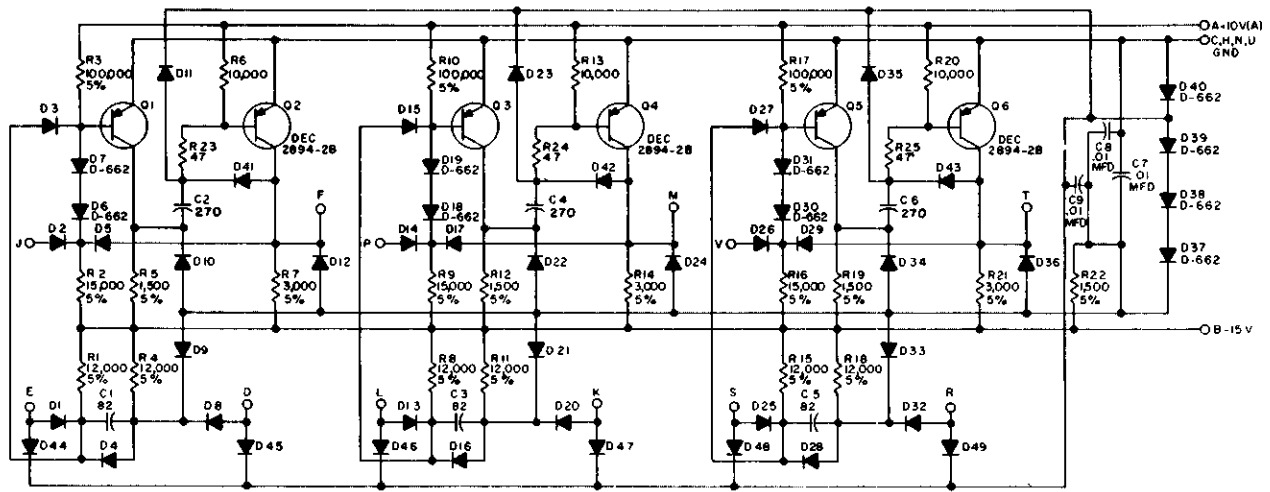 A+10V(A)
C,H,N,U
GND
R3
100,000
5%
D11
R6
10,000
R10
100,000
5%
D23
R13
10,000
R17
100,000
5%
D35
R20
10,000
D40
D-662
D3
Q1
Q2
D15
Q3
Q4
D27
Q5
Q6
DEC
2894-2B
DEC
2894-2B
DEC
2894-2B
R23
47
R24
47
R25
47
D39
D-662
C8
.01
MFD
C7
.01
MFD
D7
D-662
D41
D19
D-662
D42
D31
D-662
D43
C9
.01
MFD
D38
D-662
D6
D-662
C2
270
F
D18
D-662
C4
270
M
D30
D-662
C6
270
T
J
D2
D5
P
D14
D17
V
D26
D29
D37
D-662
D10
D12
D22
D24
D34
D36
R2
15,000
5%
R5
1,500
5%
R7
3,000
5%
R9
15,000
5%
R12
1,500
5%
R14
3,000
5%
R16
15,000
5%
R19
1,500
5%
R21
3,000
5%
R22
1,500
5%
B-15V
D9
D21
D33
R1
12,000
5%
R4
12,000
5%
R8
12,000
5%
R11
12,000
5%
R15
12,000
5%
R18
12,000
5%
E
D1
C1
82
D8
D
L
D13
C3
82
D20
K
S
D25
C5
82
D32
R
D44
D4
D45
D46
D16
D47
D48
D28
D49